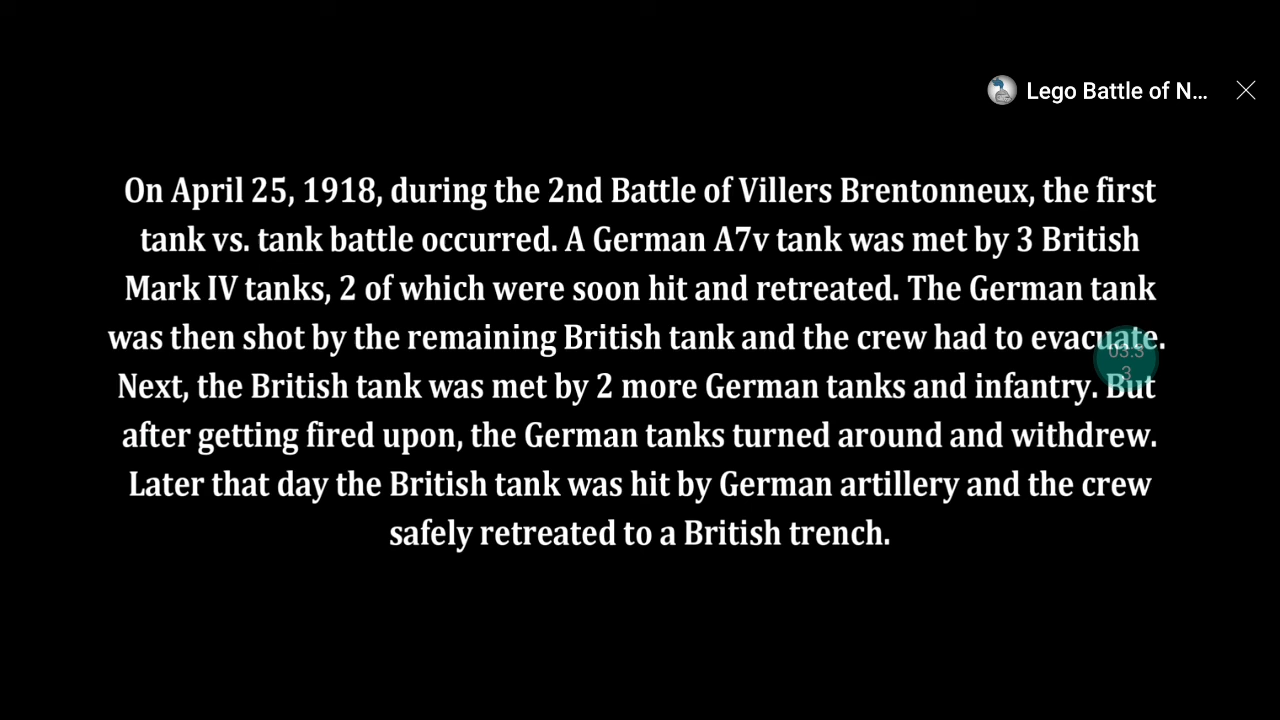 Lego Battle of N...
On April 25, 1918, during the 2nd Battle of Villers Brentonneux, the first
tank vs. tank battle occurred. A German A7v tank was met by 3 British
Mark IV tanks, 2 of which were soon hit and retreated. The German tank
was then shot by the remaining British tank and the crew had to evacuate.
03:3
3
Next, the British tank was met by 2 more German tanks and infantry. But
after getting fired upon, the German tanks turned around and withdrew.
Later that day the British tank was hit by German artillery and the crew
safely retreated to a British trench.